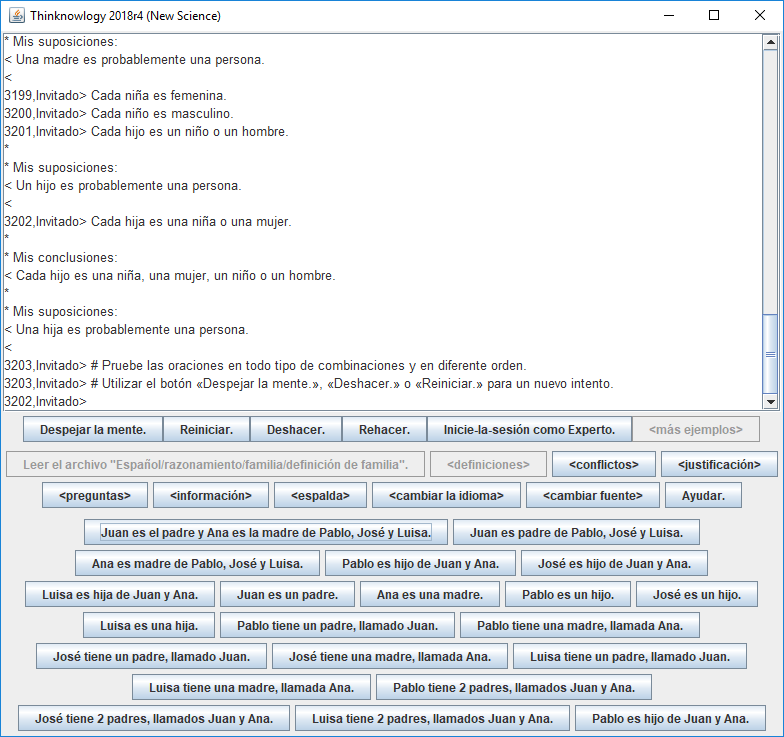 Thinknowlogy 2018r4 (New Science)
* Mis suposiciones:
< Una madre es probablemente una persona.
<
3199,Invitado> Cada niña es femenina.
3200,Invitado> Cada niño es masculino.
3201,Invitado> Cada hijo es un niño o un hombre.
*
* Mis suposiciones:
< Un hijo es probablemente una persona.
<
3202,Invitado> Cada hija es una niña o una mujer.
*
* Mis conclusiones:
< Cada hijo es una niña, una mujer, un niño o un hombre.
*
* Mis suposiciones:
< Una hija es probablemente una persona.
<
3203,Invitado> # Pruebe las oraciones en todo tipo de combinaciones y en diferente orden.
3203,Invitado> # Utilizar el botón «Despejar la mente.», «Deshacer.» o «Reiniciar.» para un nuevo intento.
3202,Invitado>
Despejar la mente. Reiniciar. Deshacer. Rehacer. Inicie-la-sesión como Experto. <más ejemplos>
Leer el archivo "Español/razonamiento/familia/definición de familia". <definiciones> <conflictos> <justificación>
<preguntas> <información> <espalda> <cambiar la idioma> <cambiar fuente> Ayudar.
Juan es el padre y Ana es la madre de Pablo, José y Luisa. Juan es padre de Pablo, José y Luisa.
Ana es madre de Pablo, José y Luisa. Pablo es hijo de Juan y Ana. José es hijo de Juan y Ana.
Luisa es hija de Juan y Ana. Juan es un padre. Ana es una madre. Pablo es un hijo. José es un hijo.
Luisa es una hija. Pablo tiene un padre, llamado Juan. Pablo tiene una madre, llamada Ana.
José tiene un padre, llamado Juan. José tiene una madre, llamada Ana. Luisa tiene un padre, llamado Juan.
Luisa tiene una madre, llamada Ana. Pablo tiene 2 padres, llamados Juan y Ana.
José tiene 2 padres, llamados Juan y Ana. Luisa tiene 2 padres, llamados Juan y Ana. Pablo es hijo de Juan y Ana.